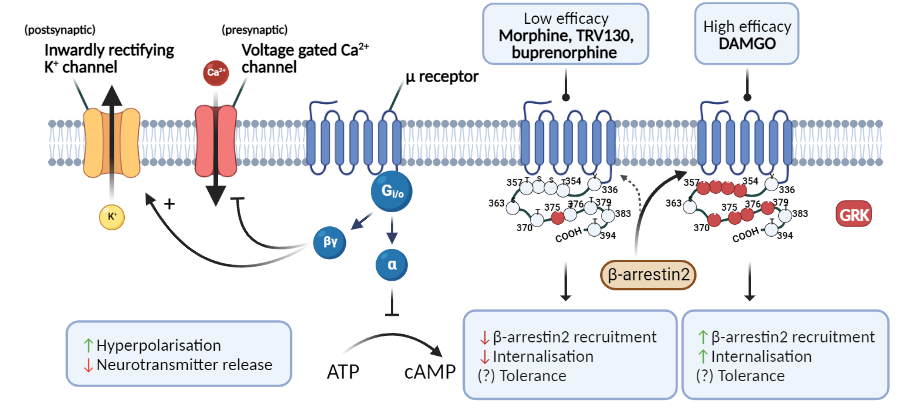 (postsynaptic)
Inwardly rectifying
K⁺ channel
(presynaptic)
Voltage gated Ca²⁺
channel
Ca²⁺
μ receptor
Low efficacy
Morphine, TRV130,
buprenorphine
High efficacy
DAMGO
K⁺
+
Gi/o
βγ
α
ATP
cAMP
↑ Hyperpolarisation
↓ Neurotransmitter release
357 T S S T 354 Y
336
363
375 376 379
T T T
383
370
T
COOH
394
357 354 Y
336
363
375 376 379
T
383
370
COOH
394
GRK
β-arrestin2
↓ β-arrestin2 recruitment
↓ Internalisation
(?) Tolerance
↑ β-arrestin2 recruitment
↑ Internalisation
(?) Tolerance